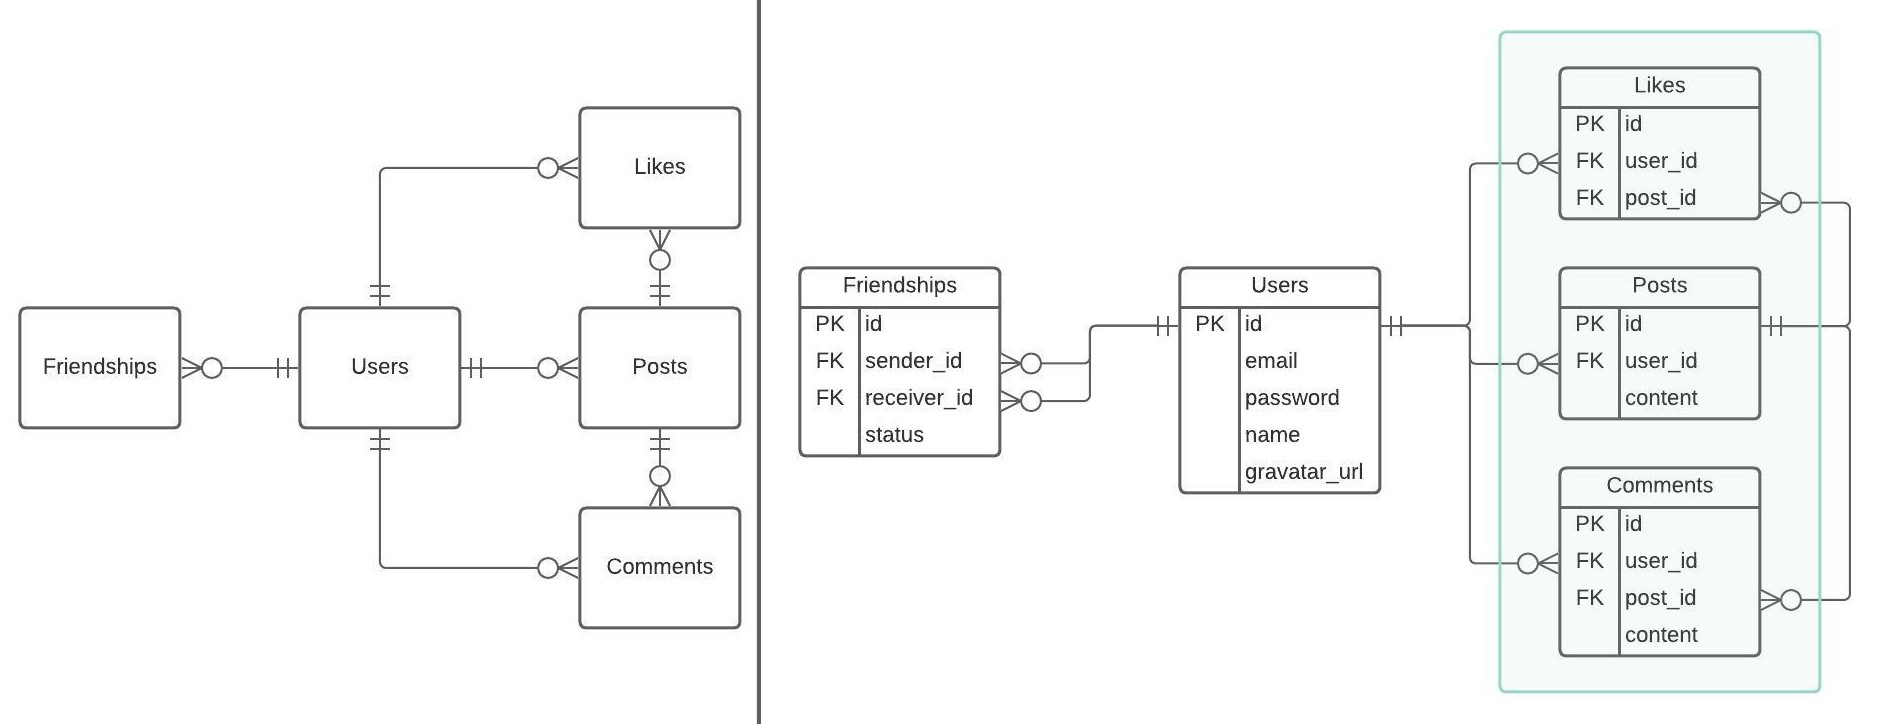 Likes
Friendships
Users
Posts
Comments
Friendships
PK id
FK sender_id
FK receiver_id
status
Users
PK id
email
password
name
gravatar_url
Likes
PK id
FK user_id
FK post_id
Posts
PK id
FK user_id
content
Comments
PK id
FK user_id
FK post_id
content